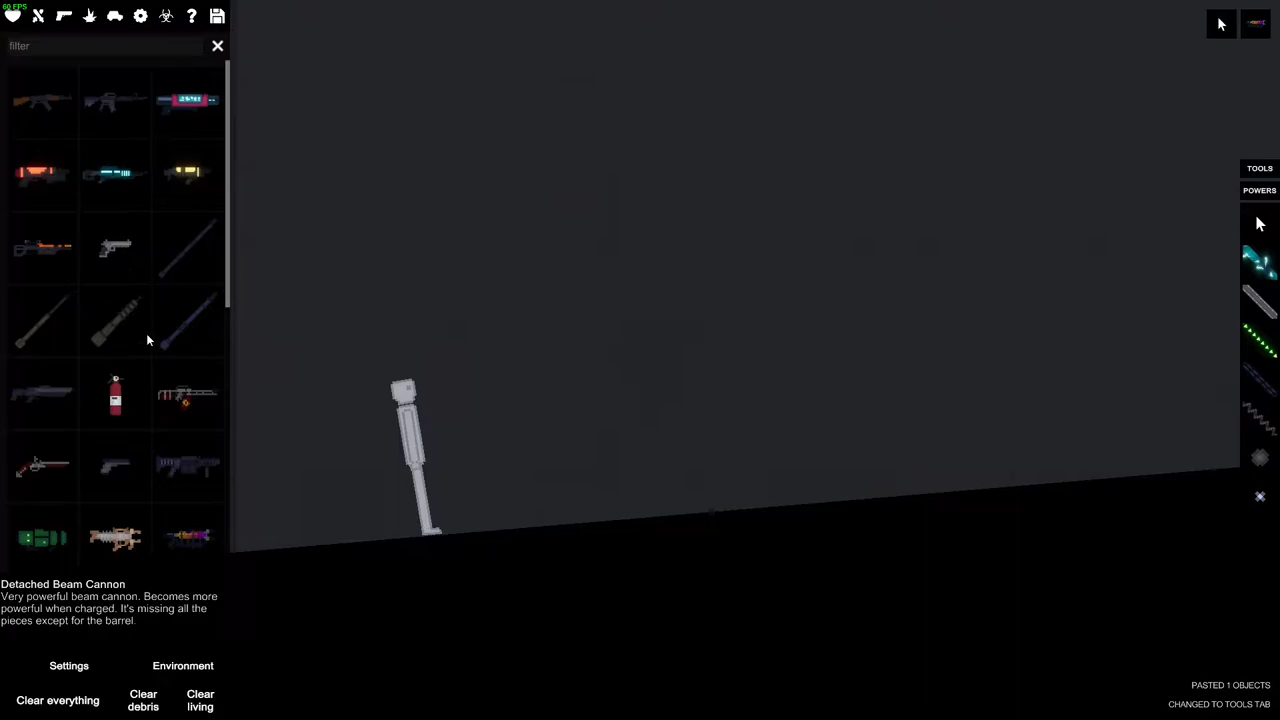 60 FPS
filter
TOOLS
POWERS
Detached Beam Cannon
Very powerful beam cannon. Becomes more
powerful when charged. It's missing all the
pieces except for the barrel.
Settings
Environment
Clear everything
Clear
debris
Clear
living
PASTED 1 OBJECTS
CHANGED TO TOOLS TAB